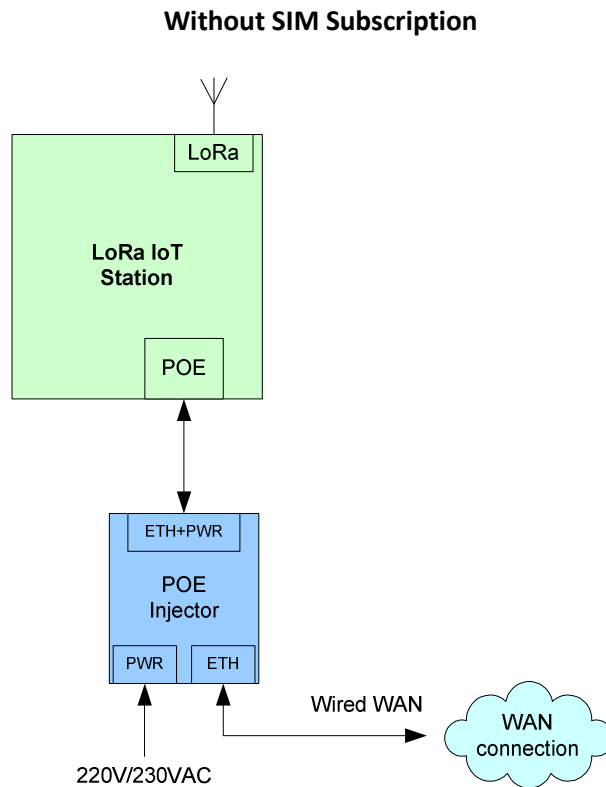 Without SIM Subscription
LoRa
LoRa IoT
Station
POE
ETH+PWR
POE
Injector
PWR
ETH
Wired WAN
WAN
connection
220V/230VAC